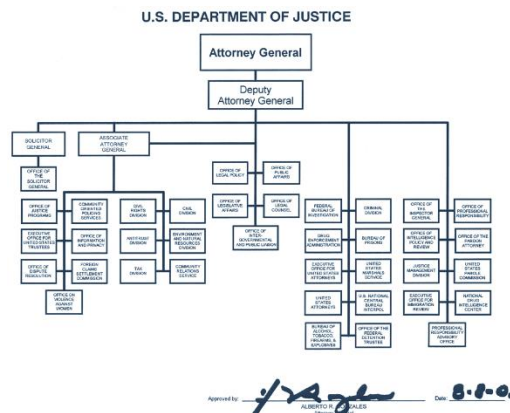 U.S. DEPARTMENT OF JUSTICE
Attorney General
Deputy
Attorney General
SOLICITOR
GENERAL
ASSOCIATE
ATTORNEY
GENERAL
OFFICE OF
THE
SOLICITOR
GENERAL
OFFICE OF
LEGAL POLICY
OFFICE OF
PUBLIC
AFFAIRS
OFFICE OF
LEGISLATIVE
AFFAIRS
OFFICE OF
LEGAL
COUNSEL
OFFICE OF
INTER-
GOVERNMENTAL
AND PUBLIC LIAISON
OFFICE OF
JUSTICE
PROGRAMS
COMMUNITY
ORIENTED
POLICING
SERVICES
EXECUTIVE
OFFICE FOR
UNITED STATES
TRUSTEES
OFFICE OF
INFORMATION
AND PRIVACY
OFFICE OF
DISPUTE
RESOLUTION
FOREIGN
CLAIMS
SETTLEMENT
COMMISSION
OFFICE ON
VIOLENCE
AGAINST
WOMEN
CIVIL
RIGHTS
DIVISION
CIVIL
DIVISION
ANTITRUST
DIVISION
ENVIRONMENT
AND NATURAL
RESOURCES
DIVISION
TAX
DIVISION
COMMUNITY
RELATIONS
SERVICE
FEDERAL
BUREAU OF
INVESTIGATION
CRIMINAL
DIVISION
DRUG
ENFORCEMENT
ADMINISTRATION
BUREAU OF
PRISONS
EXECUTIVE
OFFICE FOR
UNITED STATES
ATTORNEYS
UNITED
STATES
MARSHALS
SERVICE
UNITED
STATES
ATTORNEYS
U.S. NATIONAL
CENTRAL
BUREAU
INTERPOL
BUREAU OF
ALCOHOL,
TOBACCO,
FIREARMS &
EXPLOSIVES
OFFICE OF
THE FEDERAL
DETENTION
TRUSTEE
OFFICE OF
THE
INSPECTOR
GENERAL
OFFICE OF
PROFESSIONAL
RESPONSIBILITY
OFFICE OF
INTELLIGENCE
POLICY AND
REVIEW
OFFICE OF
THE PARDON
ATTORNEY
JUSTICE
MANAGEMENT
DIVISION
UNITED
STATES
PAROLE
COMMISSION
EXECUTIVE
OFFICE FOR
IMMIGRATION
REVIEW
NATIONAL
DRUG
INTELLIGENCE
CENTER
PROFESSIONAL
RESPONSIBILITY
ADVISORY
OFFICE
Approved by:
Date:
ALBERTO R. GONZALES